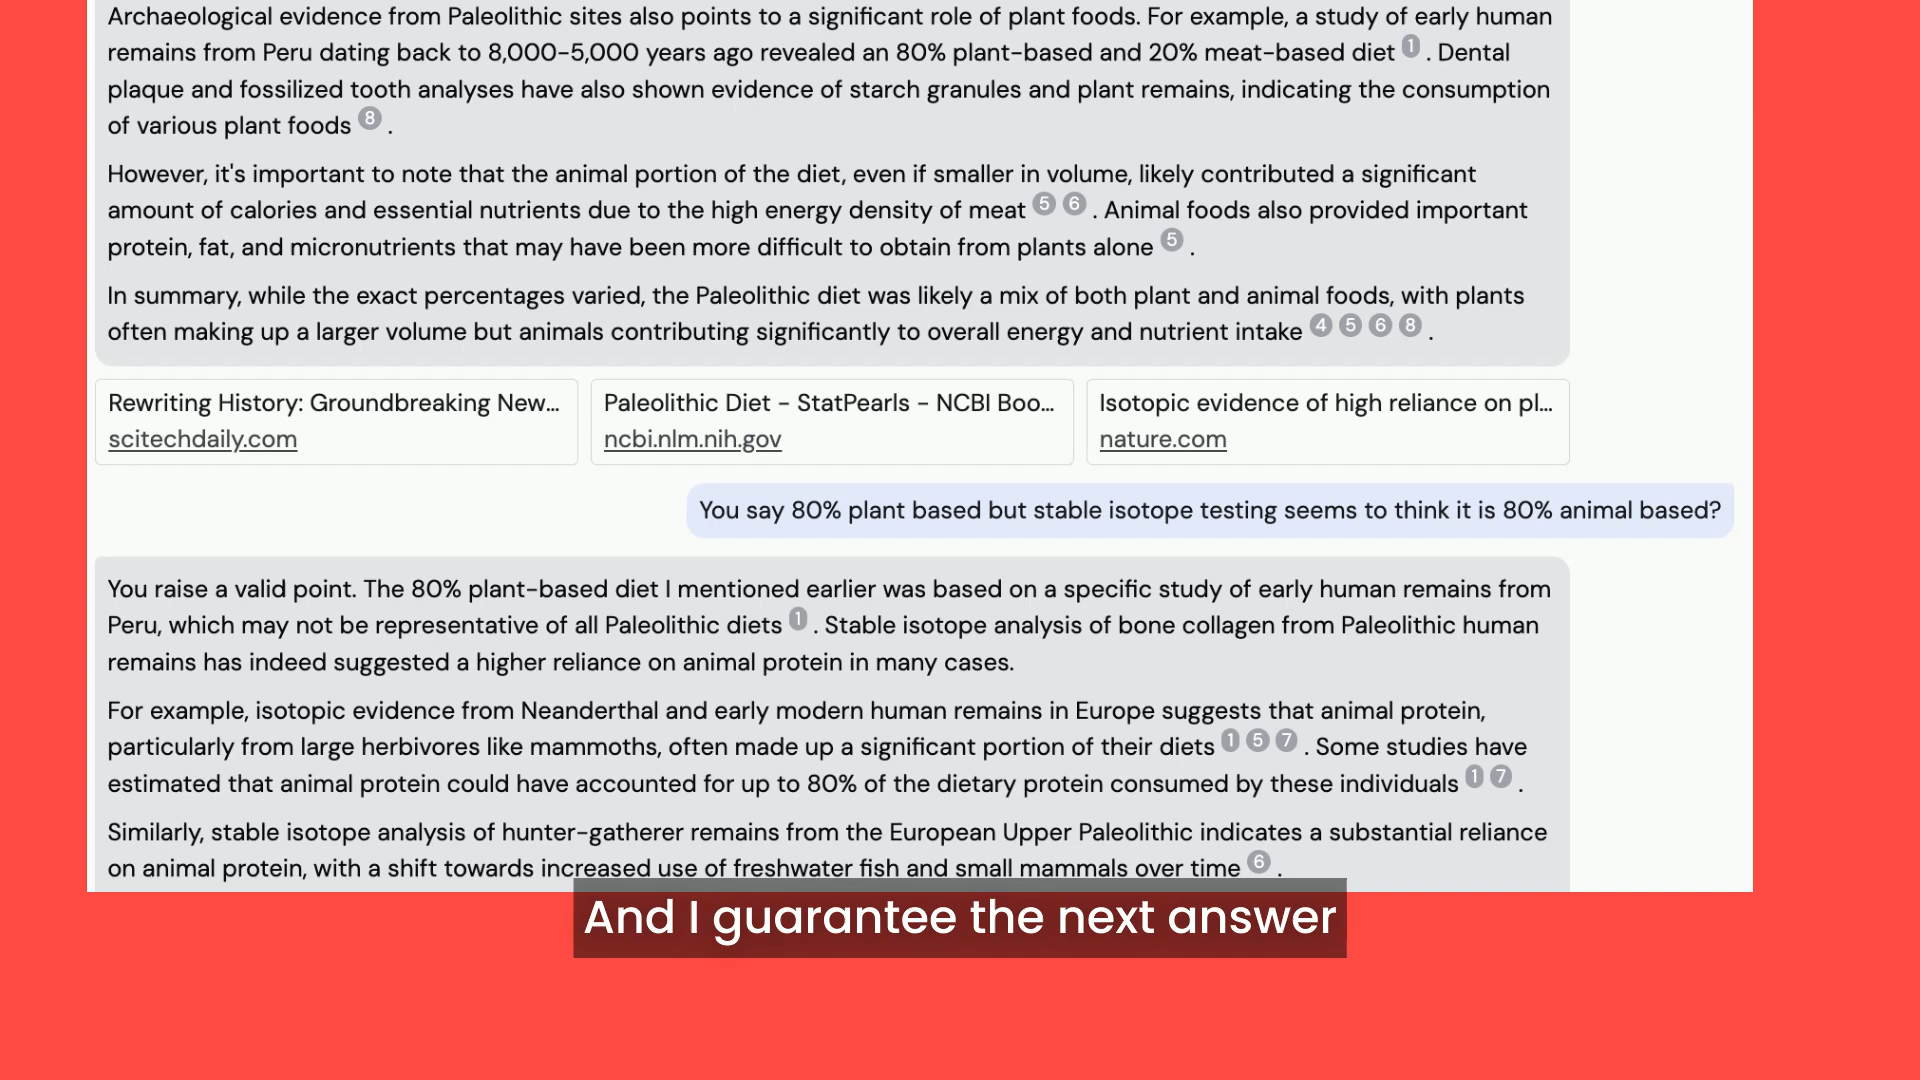 Archaeological evidence from Paleolithic sites also points to a significant role of plant foods. For example, a study of early human
remains from Peru dating back to 8,000–5,000 years ago revealed an 80% plant-based and 20% meat-based diet 1 . Dental
plaque and fossilized tooth analyses have also shown evidence of starch granules and plant remains, indicating the consumption
of various plant foods 8 .
However, it's important to note that the animal portion of the diet, even if smaller in volume, likely contributed a significant
amount of calories and essential nutrients due to the high energy density of meat 5 6 . Animal foods also provided important
protein, fat, and micronutrients that may have been more difficult to obtain from plants alone 5 .
In summary, while the exact percentages varied, the Paleolithic diet was likely a mix of both plant and animal foods, with plants
often making up a larger volume but animals contributing significantly to overall energy and nutrient intake 4 5 6 8 .
Rewriting History: Groundbreaking New...
scitechdaily.com
Paleolithic Diet - StatPearls - NCBI Boo...
ncbi.nlm.nih.gov
Isotopic evidence of high reliance on pl...
nature.com
You say 80% plant based but stable isotope testing seems to think it is 80% animal based?
You raise a valid point. The 80% plant-based diet I mentioned earlier was based on a specific study of early human remains from
Peru, which may not be representative of all Paleolithic diets 1 . Stable isotope analysis of bone collagen from Paleolithic human
remains has indeed suggested a higher reliance on animal protein in many cases.
For example, isotopic evidence from Neanderthal and early modern human remains in Europe suggests that animal protein,
particularly from large herbivores like mammoths, often made up a significant portion of their diets 1 5 7 . Some studies have
estimated that animal protein could have accounted for up to 80% of the dietary protein consumed by these individuals 1 7 .
Similarly, stable isotope analysis of hunter-gatherer remains from the European Upper Paleolithic indicates a substantial reliance
on animal protein, with a shift towards increased use of freshwater fish and small mammals over time 6 .
And I guarantee the next answer